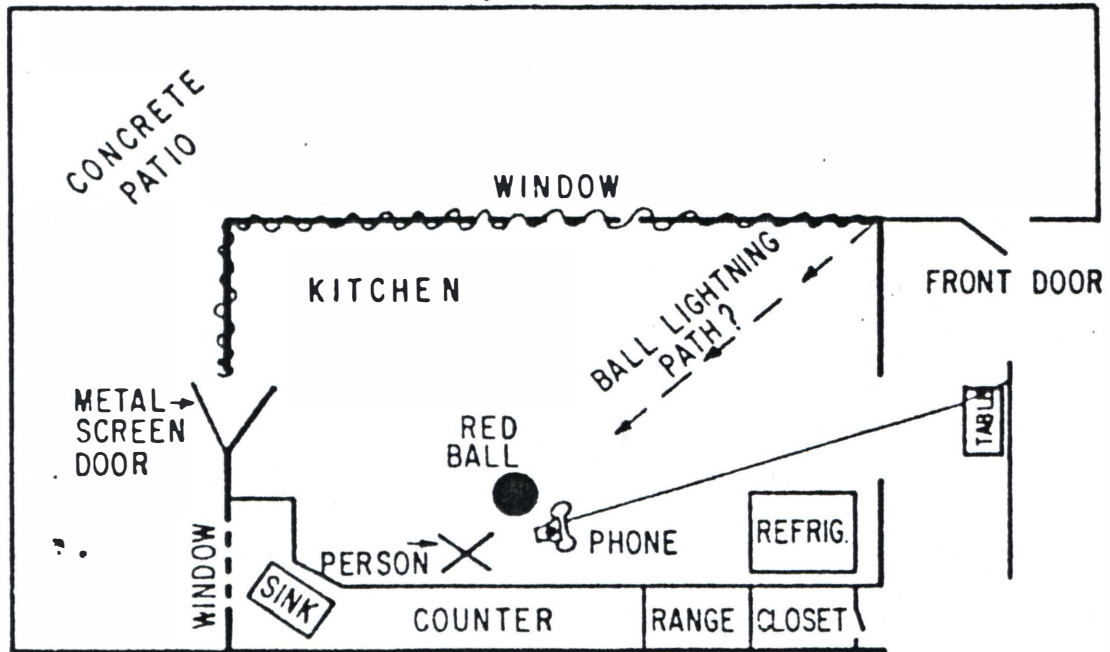 CONCRETE
PATIO
WINDOW
KITCHEN
BALL LIGHTNING
PATH?
FRONT DOOR
METAL
SCREEN
DOOR
RED
BALL
TABLE
WINDOW
PERSON
PHONE
REFRIG.
SINK
COUNTER
RANGE
CLOSET